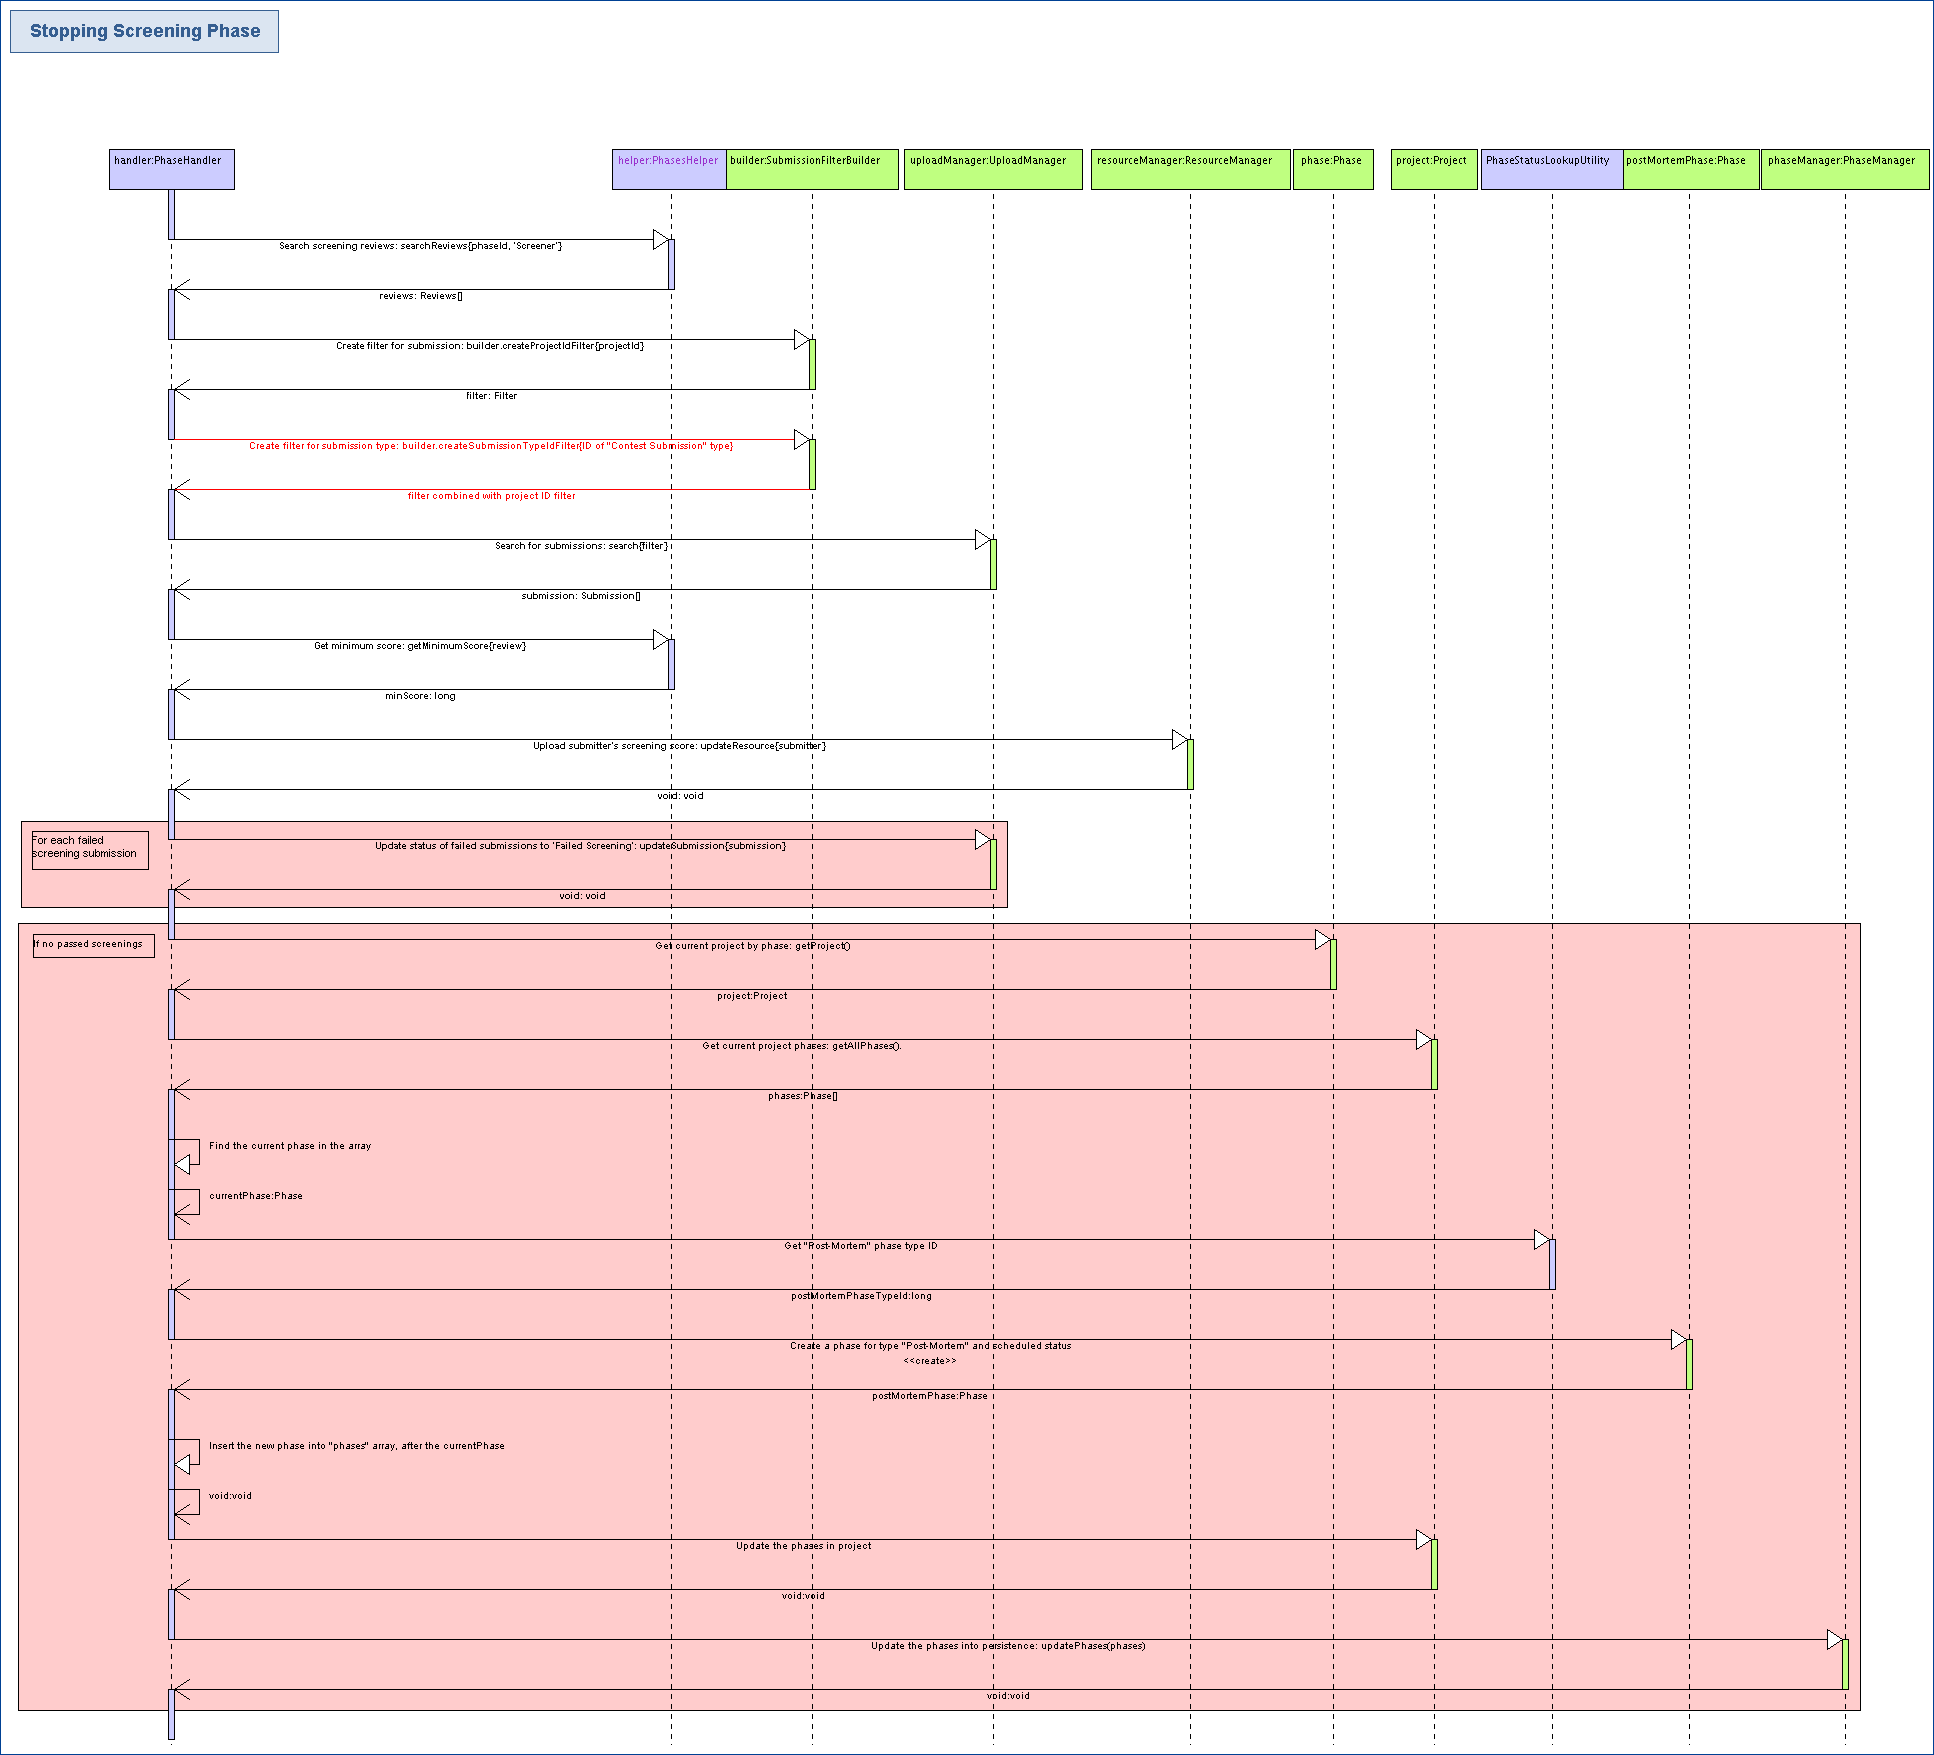 Stopping Screening Phase
handler:PhaseHandler
helper:PhasesHelper
builder:SubmissionFilterBuilder
uploadManager:UploadManager
resourceManager:ResourceManager
phase:Phase
project:Project
PhaseStatusLookupUtility
postMortemPhase:Phase
phaseManager:PhaseManager
Search screening reviews: searchReviews{phaseId, 'Screener'}
reviews: Reviews[]
Create filter for submission: builder.createProjectIdFilter{projectId}
filter: Filter
Create filter for submission type: builder.createSubmissionTypeIdFilter{ID of "Contest Submission" type}
filter combined with project ID filter
Search for submissions: search{filter}
submission: Submission[]
Get minimum score: getMinimumScore{review}
minScore: long
Upload submitter's screening score: updateResource{submitter}
void: void
For each failed
screening submission
Update status of failed submissions to 'Failed Screening': updateSubmission{submission}
void: void
If no passed screenings
Get current project by phase: getProject()
project:Project
Get current project phases: getAllPhases().
phases:Phase[]
Find the current phase in the array
currentPhase:Phase
Get "Post-Mortem" phase type ID
postMortemPhaseTypeId:long
Create a phase for type "Post-Mortem" and scheduled status
<<create>>
postMortemPhase:Phase
Insert the new phase into "phases" array, after the currentPhase
void:void
Update the phases in project
void:void
Update the phases into persistence: updatePhases(phases)
void:void